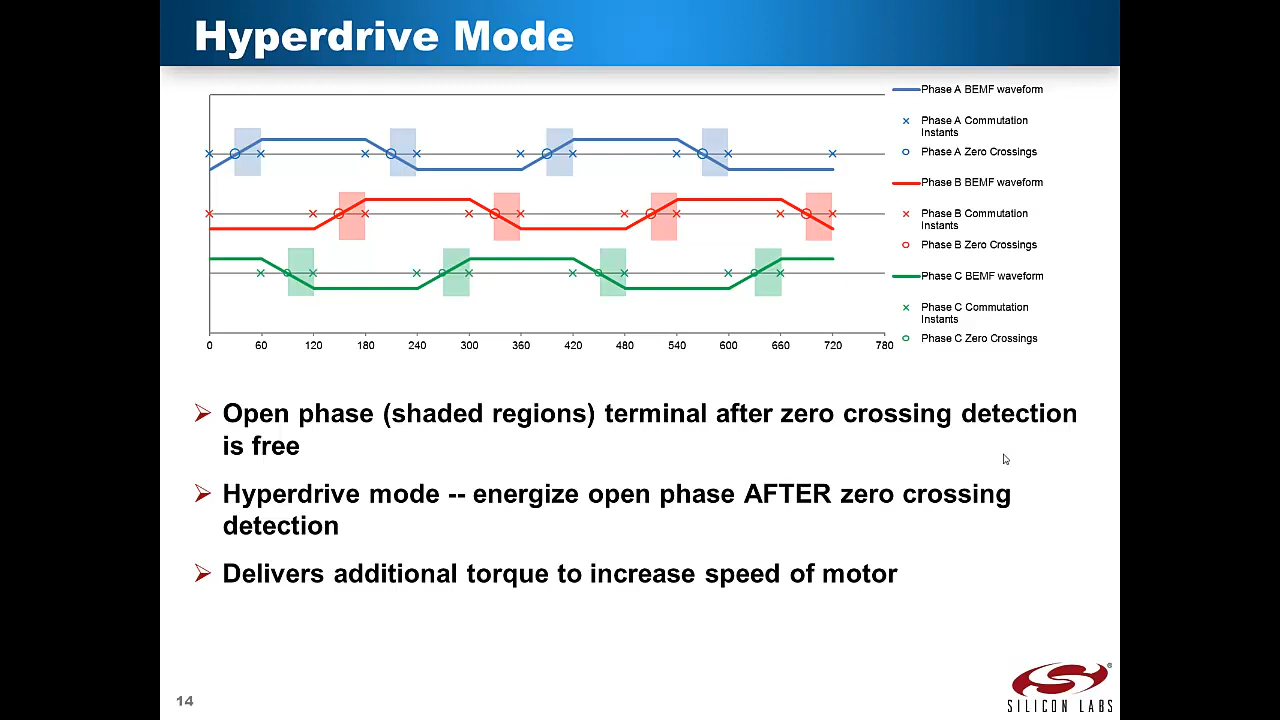 Hyperdrive Mode
Phase A BEMF waveform
Phase A Commutation
Instants
Phase A Zero Crossings
Phase B BEMF waveform
Phase B Commutation
Instants
Phase B Zero Crossings
Phase C BEMF waveform
Phase C Commutation
Instants
Phase C Zero Crossings
0 60 120 180 240 300 360 420 480 540 600 660 720 780
Open phase (shaded regions) terminal after zero crossing detection
is free
Hyperdrive mode -- energize open phase AFTER zero crossing
detection
Delivers additional torque to increase speed of motor
14
SILICON LABS